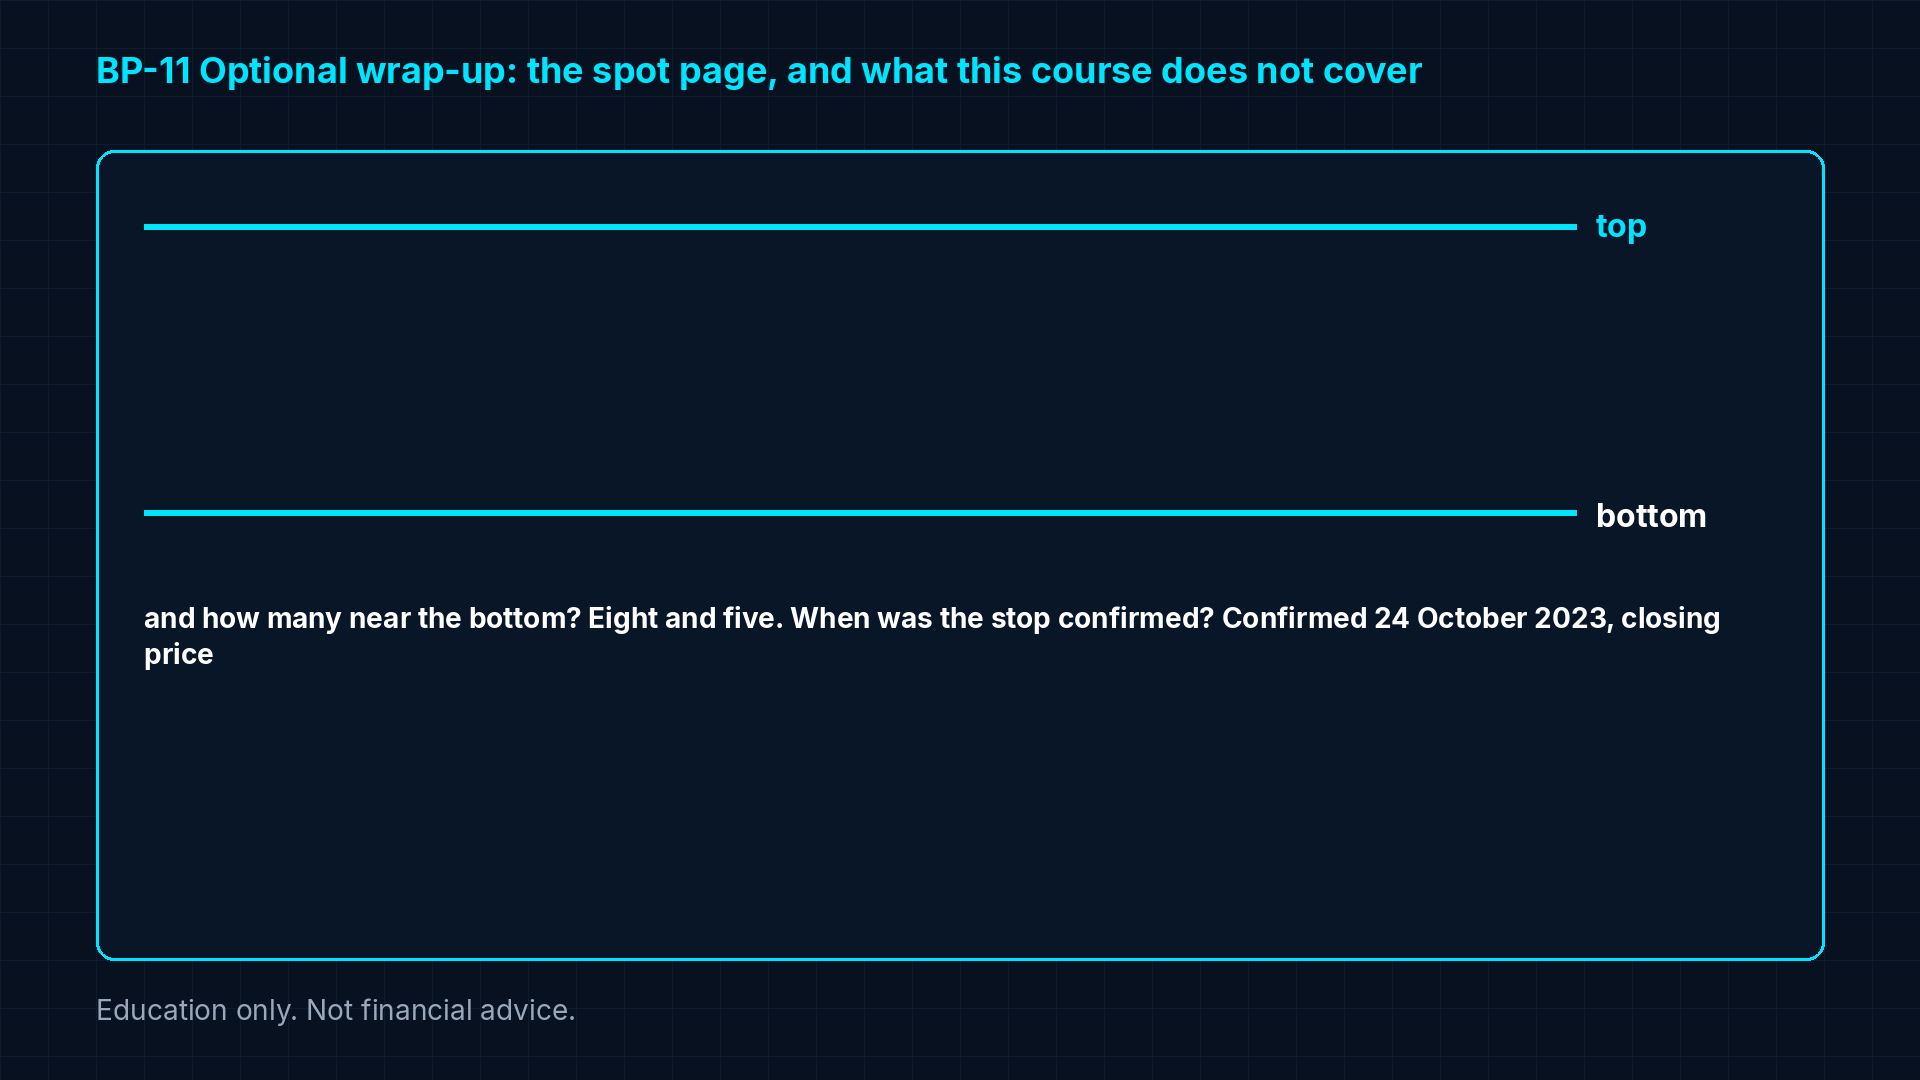 BP-11 Optional wrap-up: the spot page, and what this course does not cover
top
bottom
and how many near the bottom? Eight and five. When was the stop confirmed? Confirmed 24 October 2023, closing
price
Education only. Not financial advice.